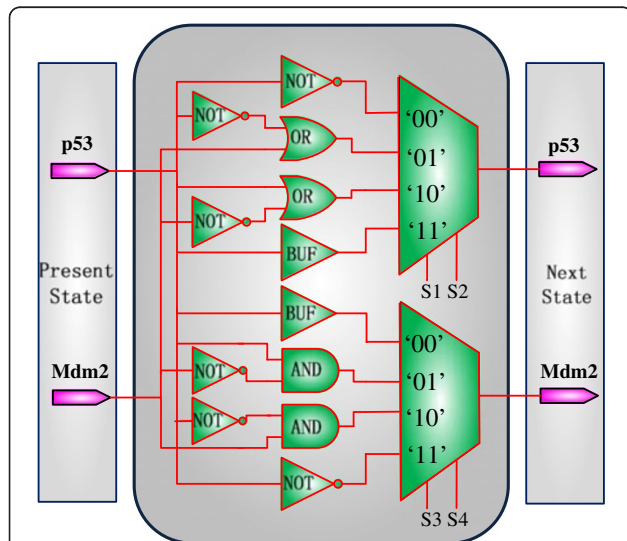 NOT
NOT
OR
'00'
'01'
'10'
'11'
p53
p53
OR
NOT
BUF
Present
State
Next
State
S1 S2
BUF
'00'
'01'
'10'
'11'
Mdm2
Mdm2
NOT
AND
NOT
AND
NOT
S3 S4